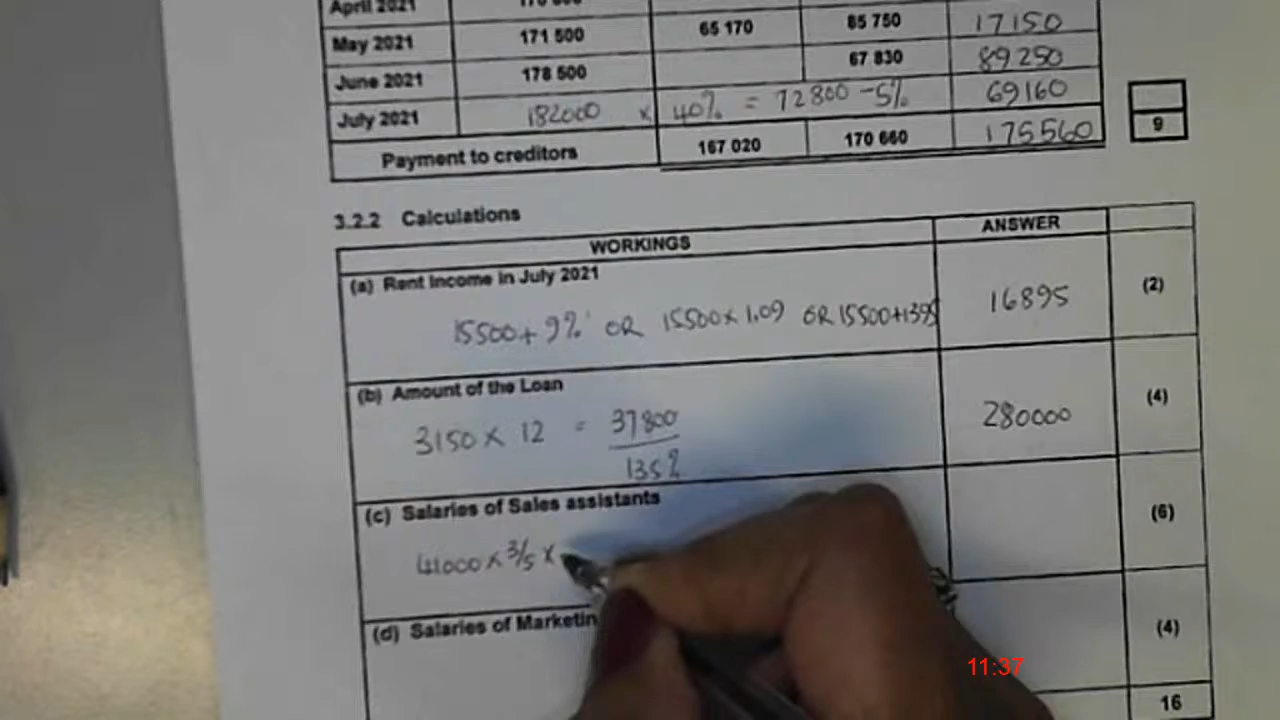 April 2021
May 2021 171 500 65 170 85 750 17150
June 2021 178 500 67 830 89250
July 2021 182000 × 40% = 72800 -5% 69160
Payment to creditors 167 020 170 660 175560
9
3.2.2 Calculations
WORKINGS ANSWER
(a) Rent Income in July 2021
15500+ 9% OR 15500 × 1,09 OR 15500+1395 16895 (2)
(b) Amount of the Loan
3150 × 12 = 37800 280000 (4)
13,5%
(c) Salaries of Sales assistants
41000 × 3/5 × (6)
(d) Salaries of Marketin
(4)
16
11:37